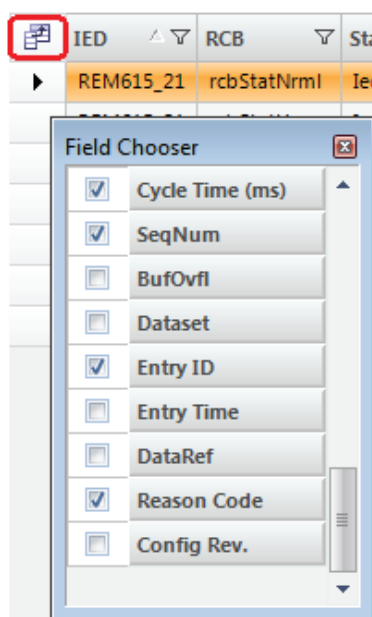 IED RCB Sta
REM615_21 rcbStatNrml Ied
Field Chooser
Cycle Time (ms)
SeqNum
BufOvfl
Dataset
Entry ID
Entry Time
DataRef
Reason Code
Config Rev.